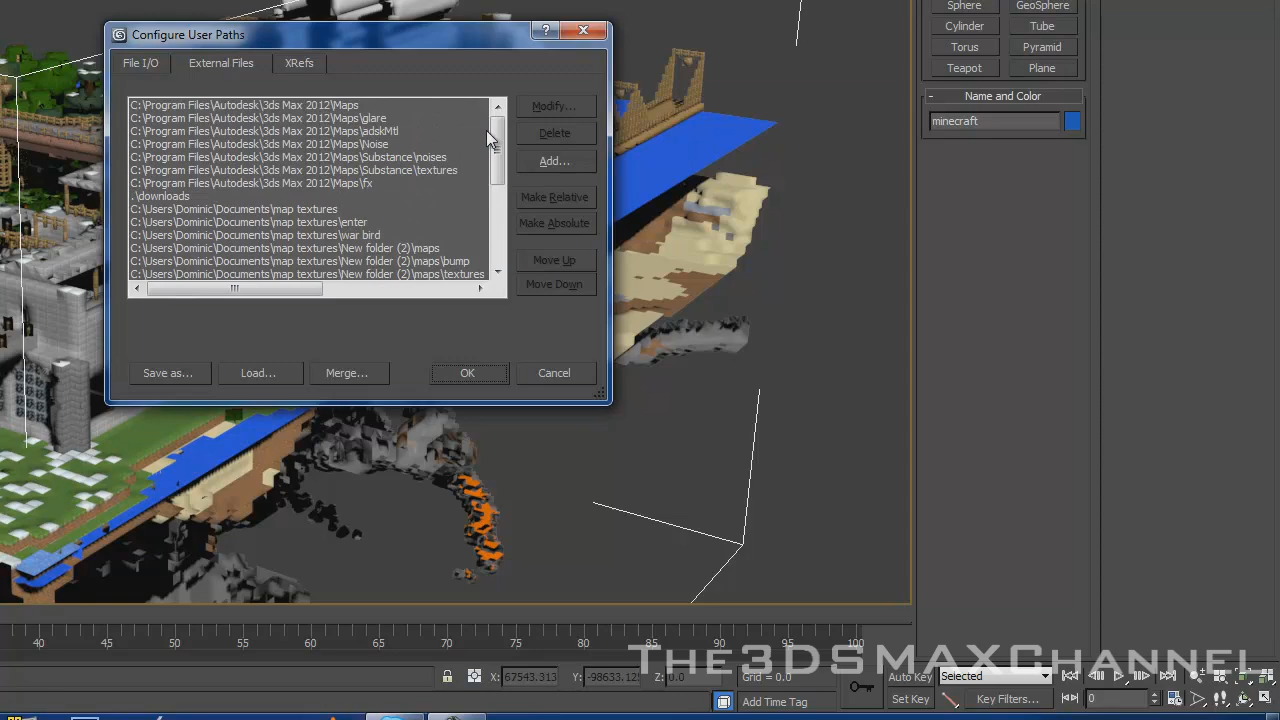 Configure User Paths
File I/O
External Files
XRefs
C:\Program Files\Autodesk\3ds Max 2012\Maps
C:\Program Files\Autodesk\3ds Max 2012\Maps\glare
C:\Program Files\Autodesk\3ds Max 2012\Maps\adskMtl
C:\Program Files\Autodesk\3ds Max 2012\Maps\Noise
C:\Program Files\Autodesk\3ds Max 2012\Maps\Substance\noises
C:\Program Files\Autodesk\3ds Max 2012\Maps\Substance\textures
C:\Program Files\Autodesk\3ds Max 2012\Maps\fx
.\downloads
C:\Users\Dominic\Documents\map textures
C:\Users\Dominic\Documents\map textures\enter
C:\Users\Dominic\Documents\map textures\war bird
C:\Users\Dominic\Documents\map textures\New folder (2)\maps
C:\Users\Dominic\Documents\map textures\New folder (2)\maps\bump
C:\Users\Dominic\Documents\map textures\New folder (2)\maps\textures
Modify...
Delete
Add...
Make Relative
Make Absolute
Move Up
Move Down
Save as...
Load...
Merge...
OK
Cancel
Sphere
GeoSphere
Cylinder
Tube
Torus
Pyramid
Teapot
Plane
- Name and Color
minecraft
40 45 50 55 60 65 70 75 80 85 90 95 100
The3DSMAXChannel
X: 67543.313 Y: -98633.125 Z: 0.0 Grid = 0.0
Auto Key
Selected
Add Time Tag
Set Key
Key Filters...
0